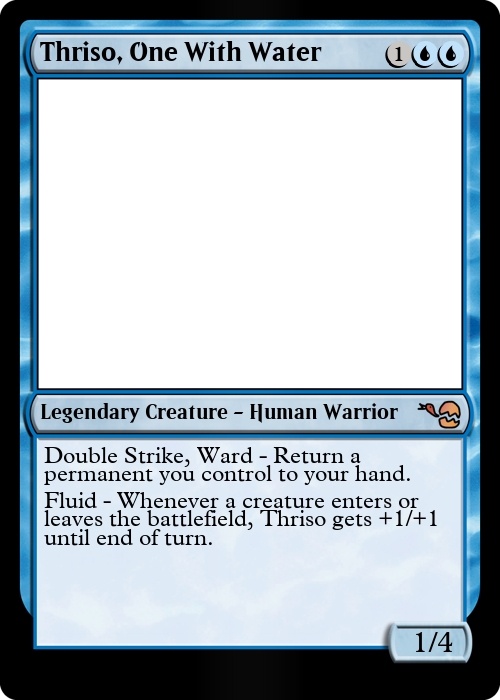 Thriso, One With Water 1
Legendary Creature – Human Warrior
Double Strike, Ward - Return a
permanent you control to your hand.
Fluid - Whenever a creature enters or
leaves the battlefield, Thriso gets +1/+1
until end of turn.
1/4